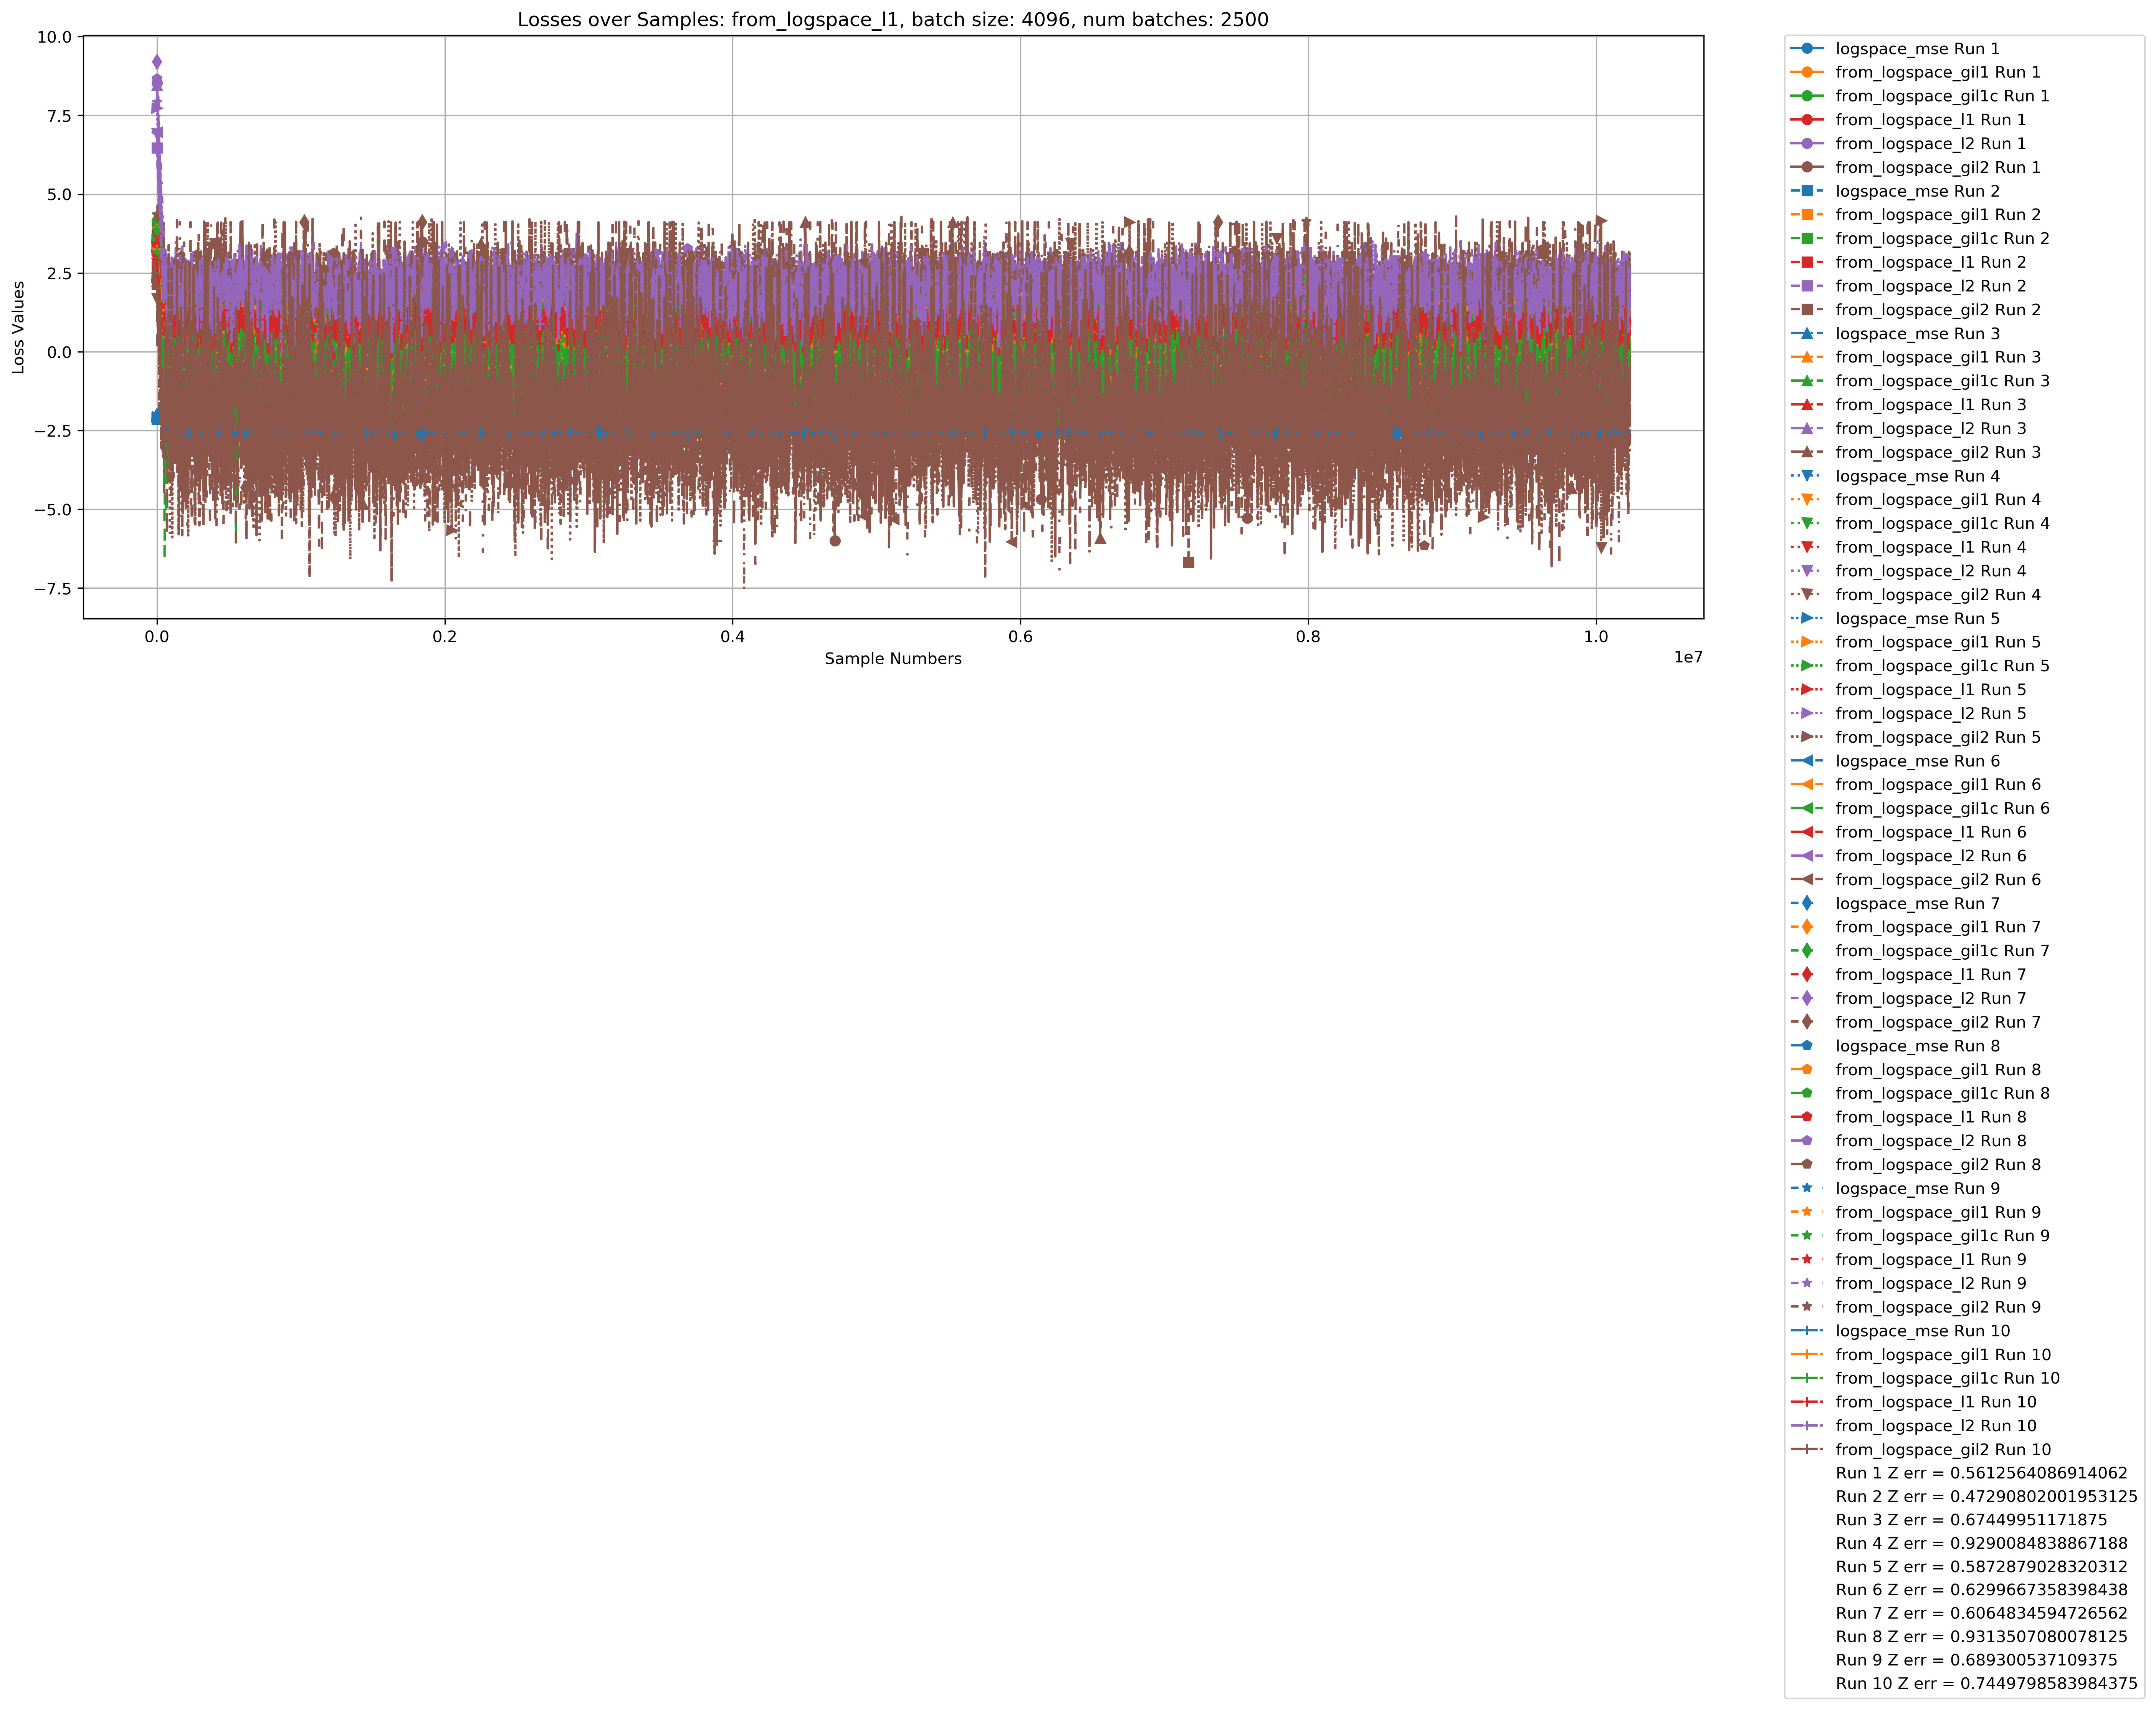 Losses over Samples: from_logspace_l1, batch size: 4096, num batches: 2500
10.0
7.5
5.0
2.5
0.0
−2.5
−5.0
−7.5
Loss Values
0.0
0.2
0.4
0.6
0.8
1.0
1e7
Sample Numbers
logspace_mse Run 1
from_logspace_gil1 Run 1
from_logspace_gil1c Run 1
from_logspace_l1 Run 1
from_logspace_l2 Run 1
from_logspace_gil2 Run 1
logspace_mse Run 2
from_logspace_gil1 Run 2
from_logspace_gil1c Run 2
from_logspace_l1 Run 2
from_logspace_l2 Run 2
from_logspace_gil2 Run 2
logspace_mse Run 3
from_logspace_gil1 Run 3
from_logspace_gil1c Run 3
from_logspace_l1 Run 3
from_logspace_l2 Run 3
from_logspace_gil2 Run 3
logspace_mse Run 4
from_logspace_gil1 Run 4
from_logspace_gil1c Run 4
from_logspace_l1 Run 4
from_logspace_l2 Run 4
from_logspace_gil2 Run 4
logspace_mse Run 5
from_logspace_gil1 Run 5
from_logspace_gil1c Run 5
from_logspace_l1 Run 5
from_logspace_l2 Run 5
from_logspace_gil2 Run 5
logspace_mse Run 6
from_logspace_gil1 Run 6
from_logspace_gil1c Run 6
from_logspace_l1 Run 6
from_logspace_l2 Run 6
from_logspace_gil2 Run 6
logspace_mse Run 7
from_logspace_gil1 Run 7
from_logspace_gil1c Run 7
from_logspace_l1 Run 7
from_logspace_l2 Run 7
from_logspace_gil2 Run 7
logspace_mse Run 8
from_logspace_gil1 Run 8
from_logspace_gil1c Run 8
from_logspace_l1 Run 8
from_logspace_l2 Run 8
from_logspace_gil2 Run 8
logspace_mse Run 9
from_logspace_gil1 Run 9
from_logspace_gil1c Run 9
from_logspace_l1 Run 9
from_logspace_l2 Run 9
from_logspace_gil2 Run 9
logspace_mse Run 10
from_logspace_gil1 Run 10
from_logspace_gil1c Run 10
from_logspace_l1 Run 10
from_logspace_l2 Run 10
from_logspace_gil2 Run 10
Run 1 Z err = 0.5612564086914062
Run 2 Z err = 0.47290802001953125
Run 3 Z err = 0.67449951171875
Run 4 Z err = 0.9290084838867188
Run 5 Z err = 0.5872879028320312
Run 6 Z err = 0.6299667358398438
Run 7 Z err = 0.6064834594726562
Run 8 Z err = 0.9313507080078125
Run 9 Z err = 0.689300537109375
Run 10 Z err = 0.7449798583984375